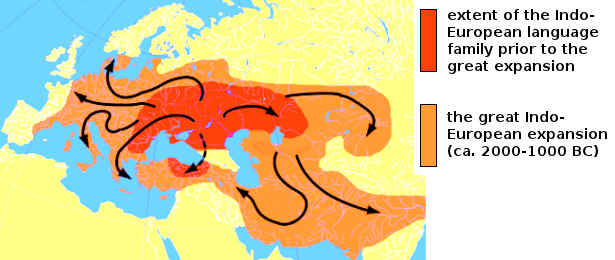 extent of the Indo-
European language
family prior to the
great expansion
the great Indo-
European expansion
(ca. 2000-1000 BC)